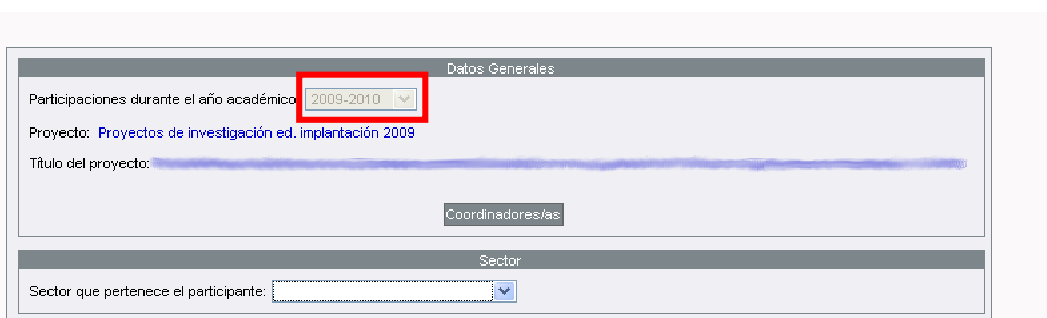 Datos Generales
Participaciones durante el año académico 2009-2010
Proyecto: Proyectos de investigación ed. implantación 2009
Título del proyecto:
Coordinadores/as
Sector
Sector que pertenece el participante: